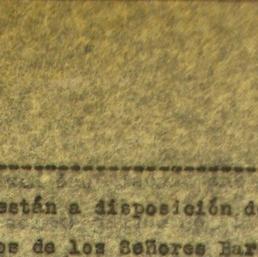 están a disposición d
os de los Señores Bar